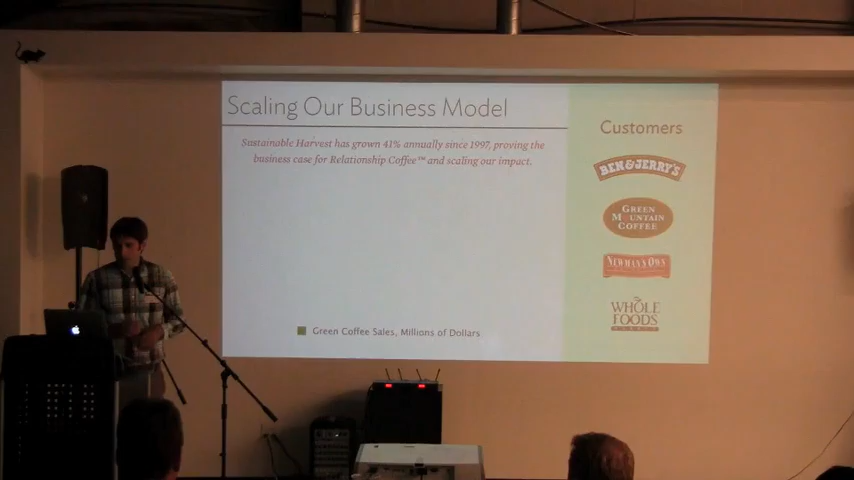 Scaling Our Business Model
Sustainable Harvest has grown 41% annually since 1997, proving the
business case for Relationship Coffee™ and scaling our impact.
Green Coffee Sales, Millions of Dollars
Customers
BEN & JERRY'S
GREEN
MOUNTAIN
COFFEE
NEWMAN'S OWN
WHOLE
FOODS
MARKET